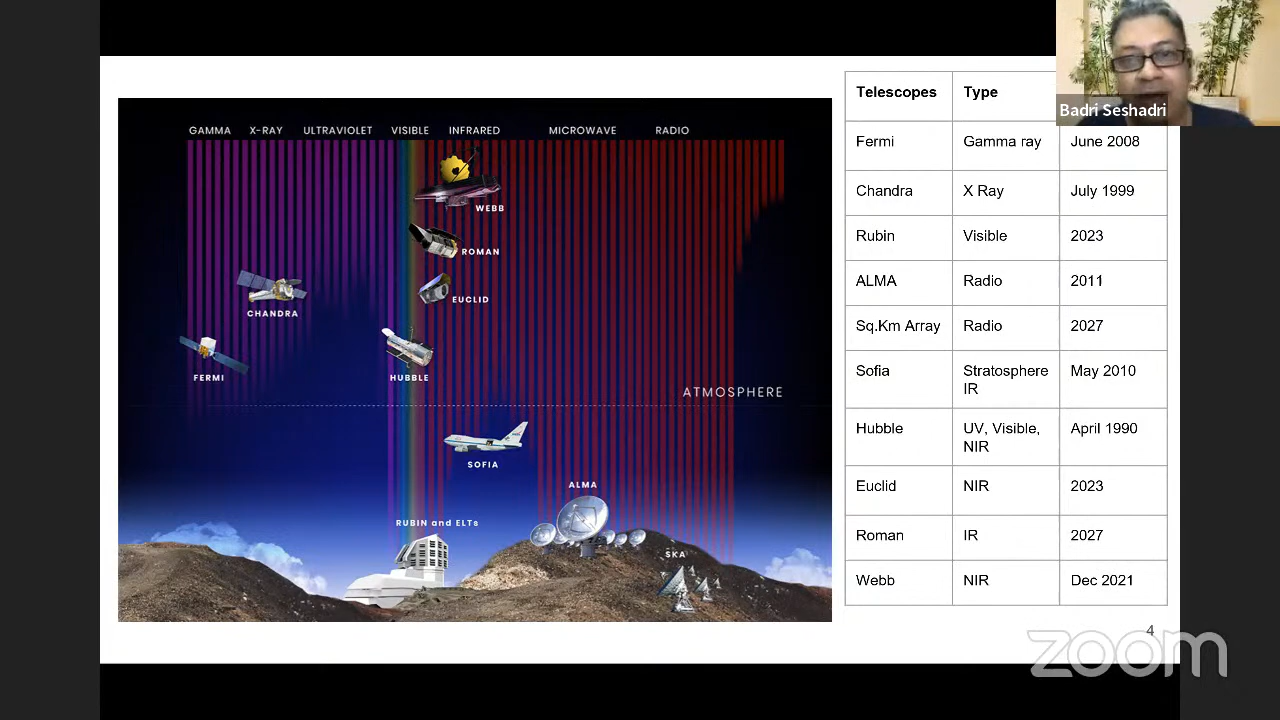 GAMMA X-RAY ULTRAVIOLET VISIBLE INFRARED MICROWAVE RADIO
WEBB
ROMAN
EUCLID
CHANDRA
FERMI
HUBBLE
ATMOSPHERE
SOFIA
ALMA
RUBIN and ELTs
SKA
Telescopes Type
Badri Seshadri
Fermi Gamma ray June 2008
Chandra X Ray July 1999
Rubin Visible 2023
ALMA Radio 2011
Sq.Km Array Radio 2027
Sofia Stratosphere May 2010
IR
Hubble UV, Visible, April 1990
NIR
Euclid NIR 2023
Roman IR 2027
Webb NIR Dec 2021
4
zoom